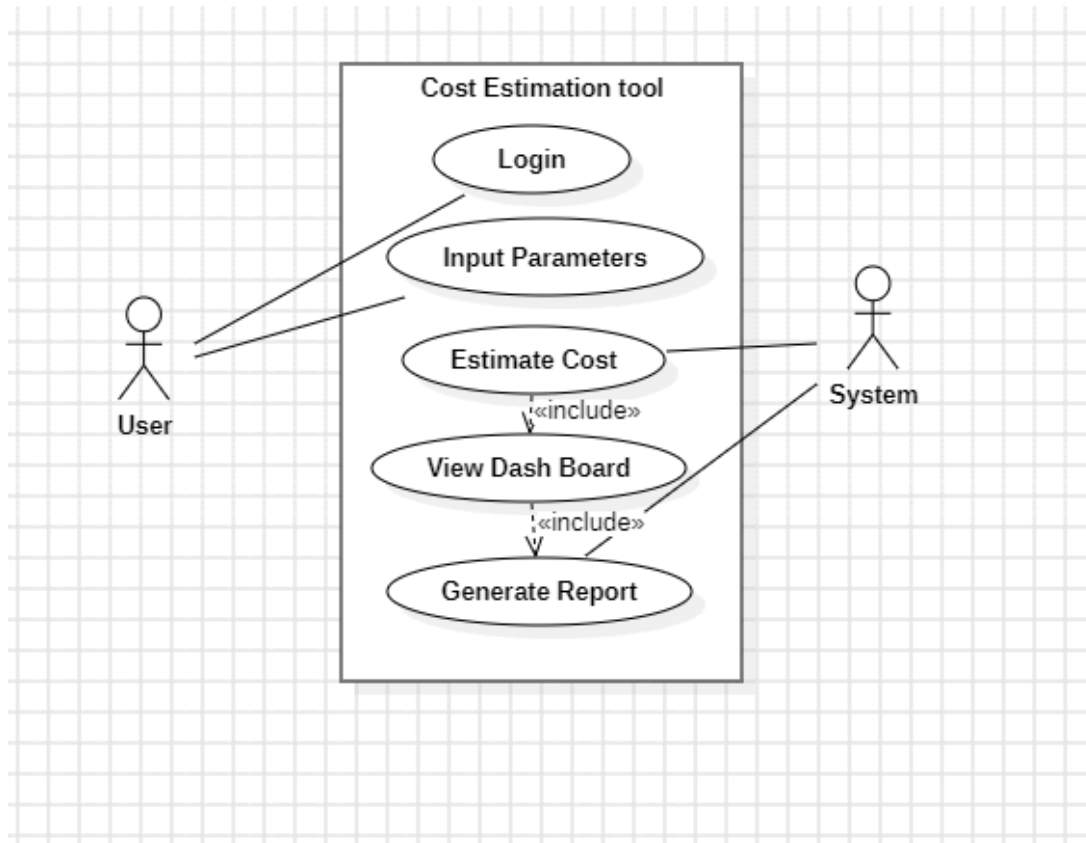 Cost Estimation tool
Login
Input Parameters
Estimate Cost
«include»
View Dash Board
«include»
Generate Report
User
System